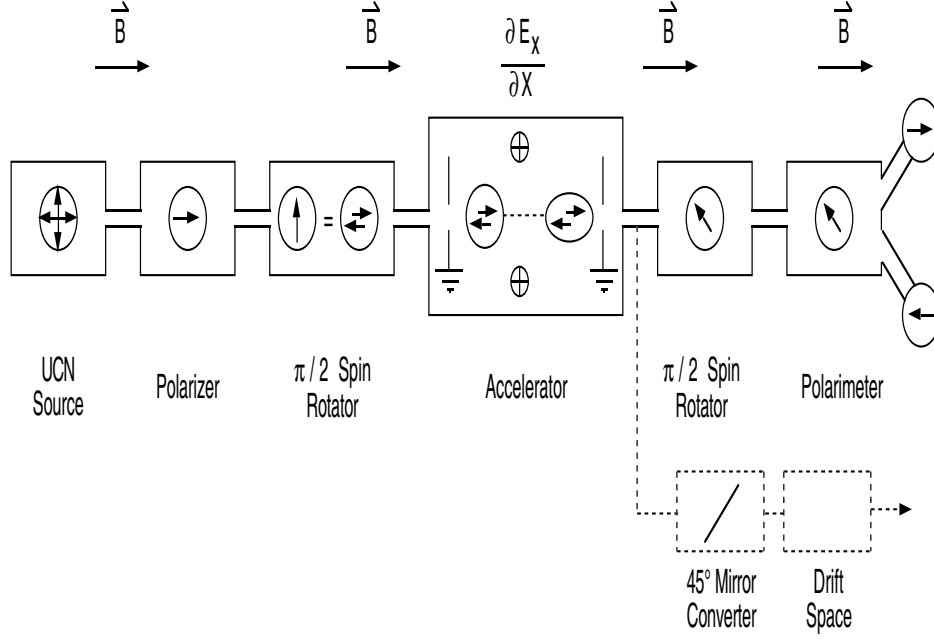 B
B
∂E_x
∂X
B
B
=
UCN
Source
Polarizer
π/2 Spin
Rotator
Accelerator
π/2 Spin
Rotator
Polarimeter
45° Mirror
Converter
Drift
Space